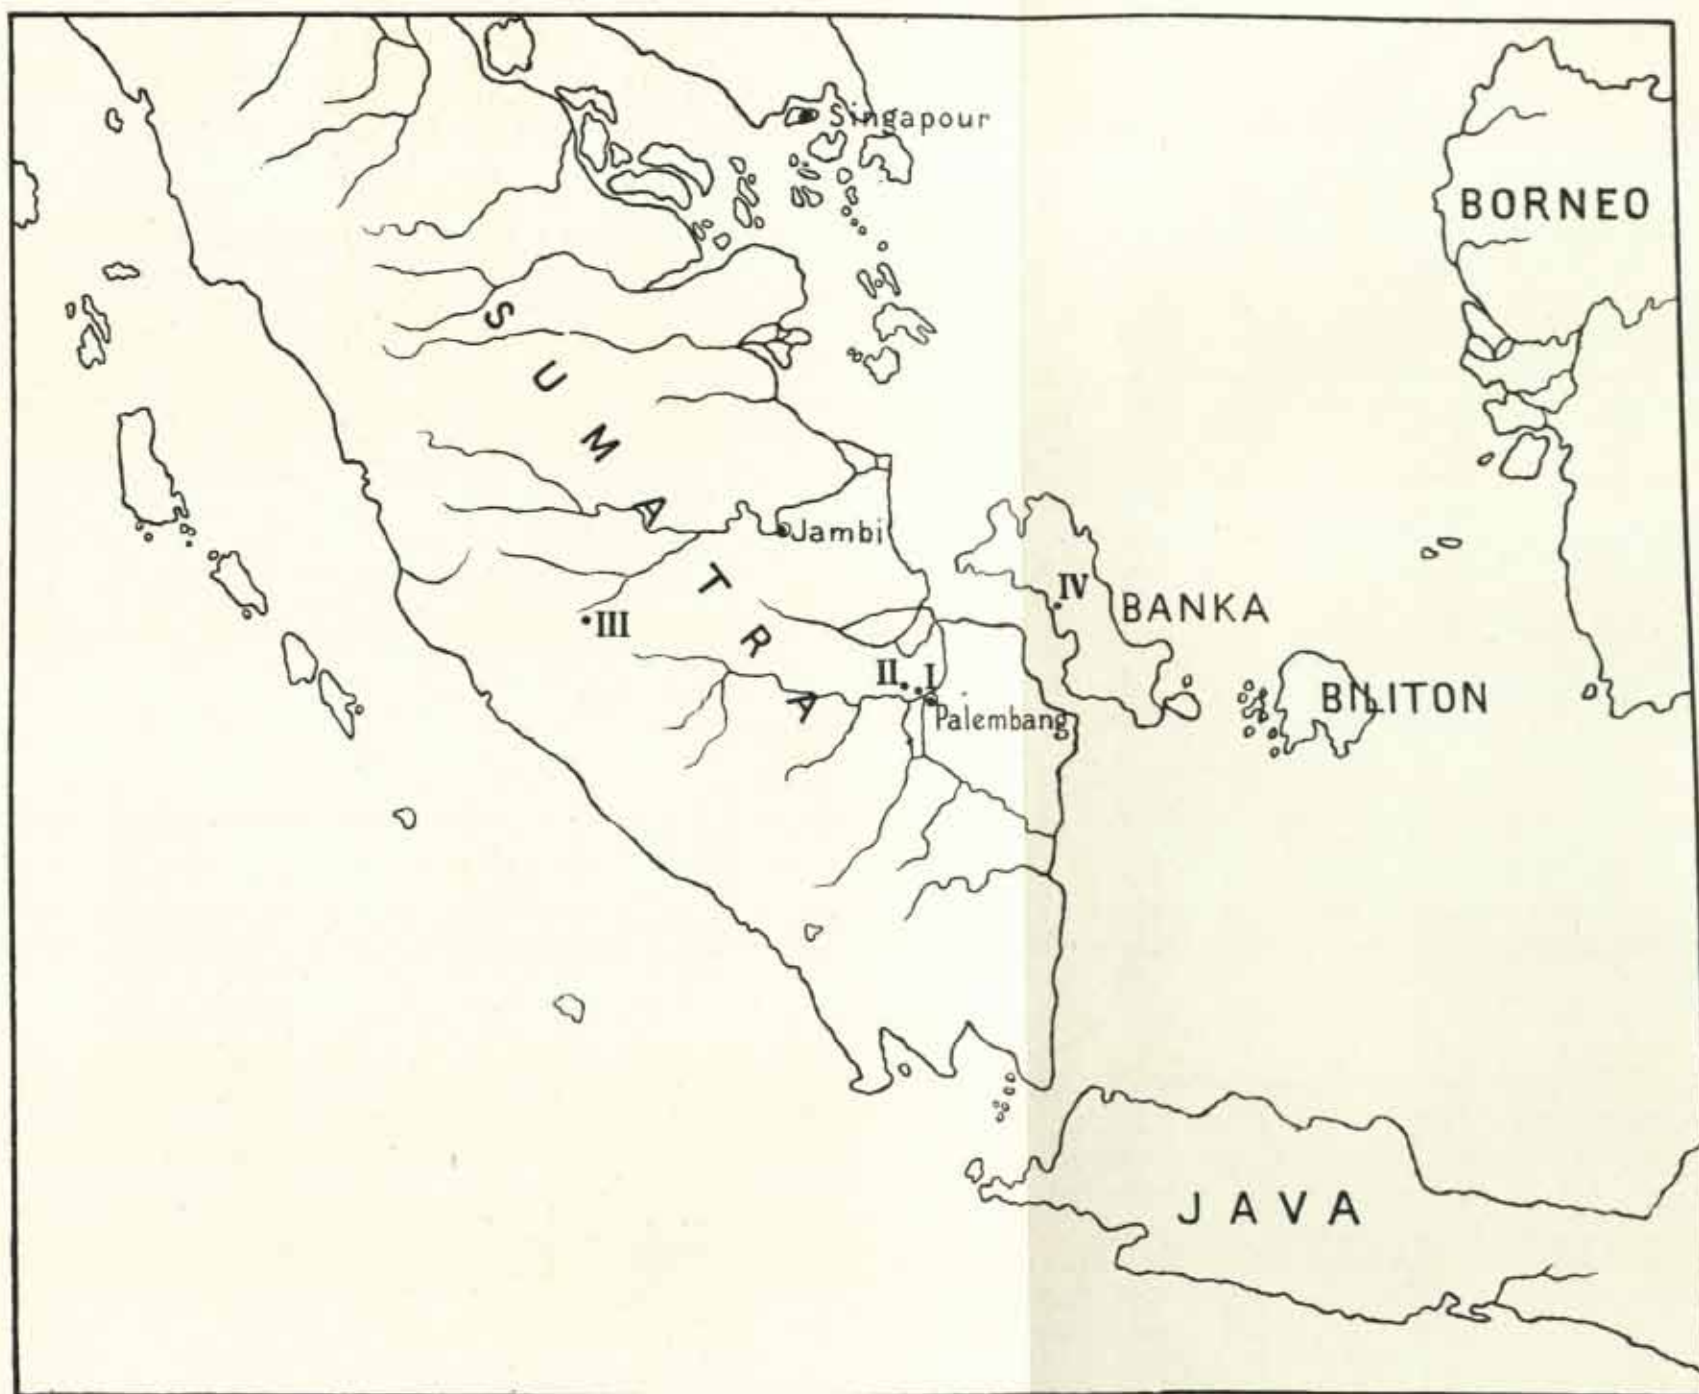 Singapour
BORNEO
SUMATRA
Jambi
IV
BANKA
III
II
I
Palembang
BILITON
JAVA